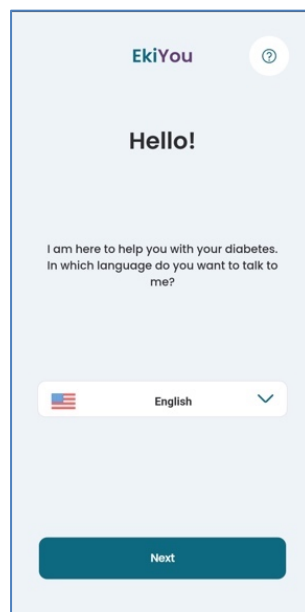 EkiYou
Hello!
I am here to help you with your diabetes.
In which language do you want to talk to
me?
English
Next